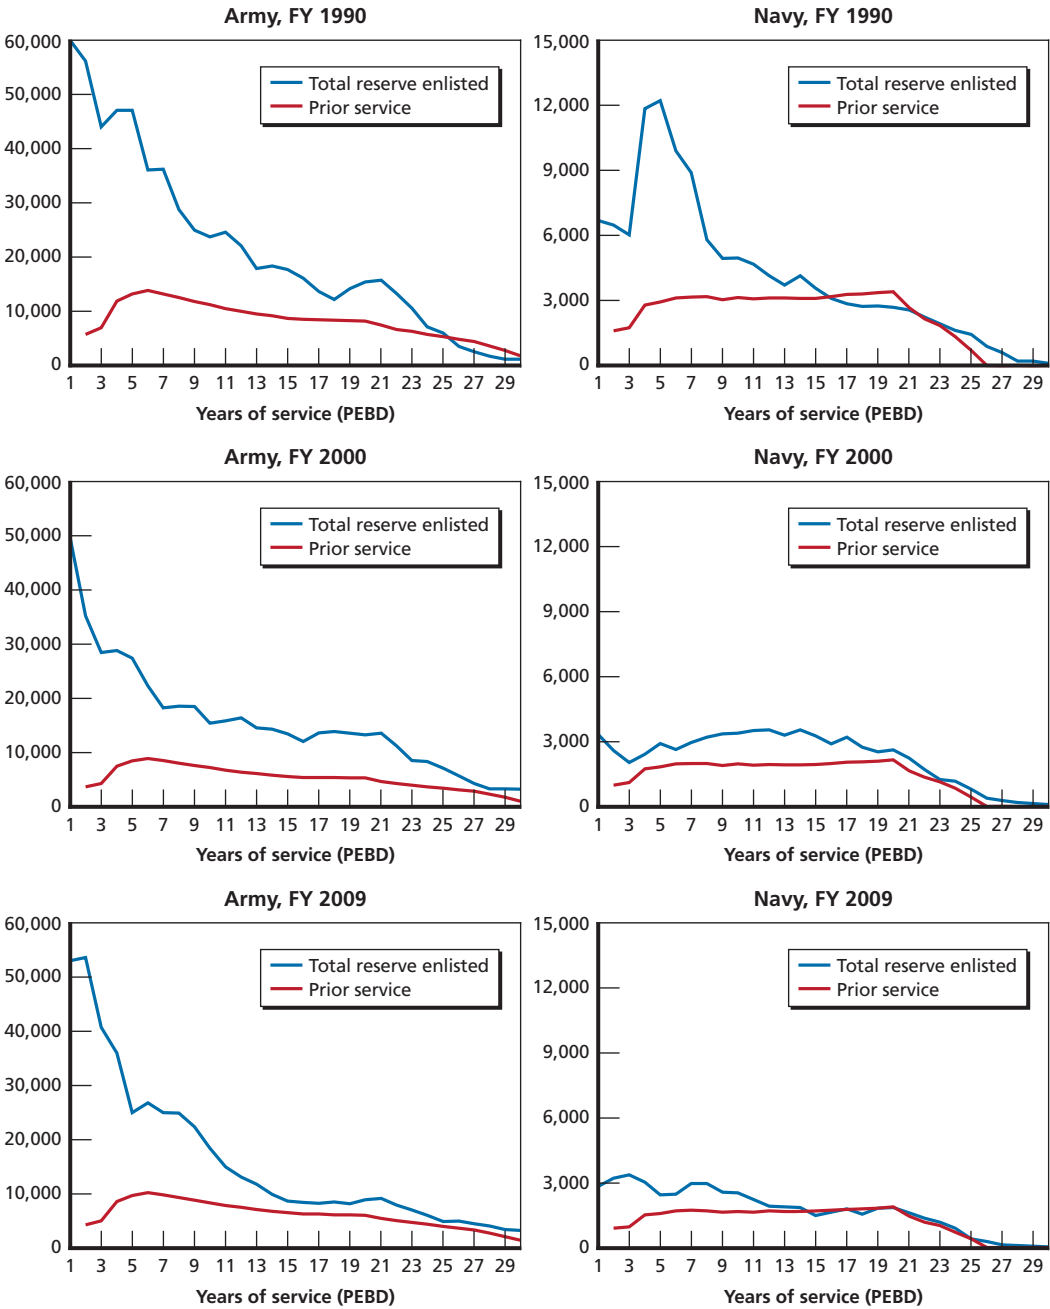 Army, FY 1990
60,000
50,000
40,000
30,000
20,000
10,000
0
Total reserve enlisted
Prior service
1 3 5 7 9 11 13 15 17 19 21 23 25 27 29
Years of service (PEBD)
Navy, FY 1990
15,000
12,000
9,000
6,000
3,000
0
Total reserve enlisted
Prior service
1 3 5 7 9 11 13 15 17 19 21 23 25 27 29
Years of service (PEBD)
Army, FY 2000
60,000
50,000
40,000
30,000
20,000
10,000
0
Total reserve enlisted
Prior service
1 3 5 7 9 11 13 15 17 19 21 23 25 27 29
Years of service (PEBD)
Navy, FY 2000
15,000
12,000
9,000
6,000
3,000
0
Total reserve enlisted
Prior service
1 3 5 7 9 11 13 15 17 19 21 23 25 27 29
Years of service (PEBD)
Army, FY 2009
60,000
50,000
40,000
30,000
20,000
10,000
0
Total reserve enlisted
Prior service
1 3 5 7 9 11 13 15 17 19 21 23 25 27 29
Years of service (PEBD)
Navy, FY 2009
15,000
12,000
9,000
6,000
3,000
0
Total reserve enlisted
Prior service
1 3 5 7 9 11 13 15 17 19 21 23 25 27 29
Years of service (PEBD)